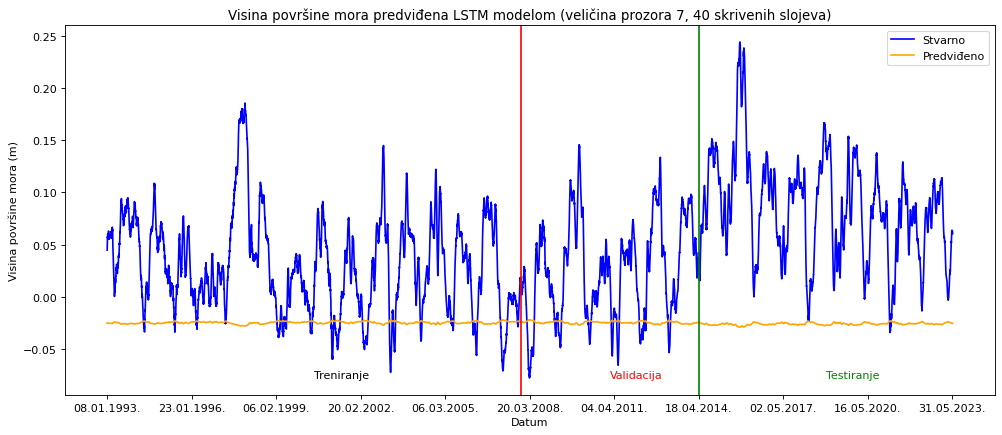 Visina površine mora predviđena LSTM modelom (veličina prozora 7, 40 skrivenih slojeva)
Stvarno
Predviđeno
Visina površine mora (m)
0.25
0.20
0.15
0.10
0.05
0.00
−0.05
Treniranje
Validacija
Testiranje
08.01.1993.
23.01.1996.
06.02.1999.
20.02.2002.
06.03.2005.
20.03.2008.
04.04.2011.
18.04.2014.
02.05.2017.
16.05.2020.
31.05.2023.
Datum